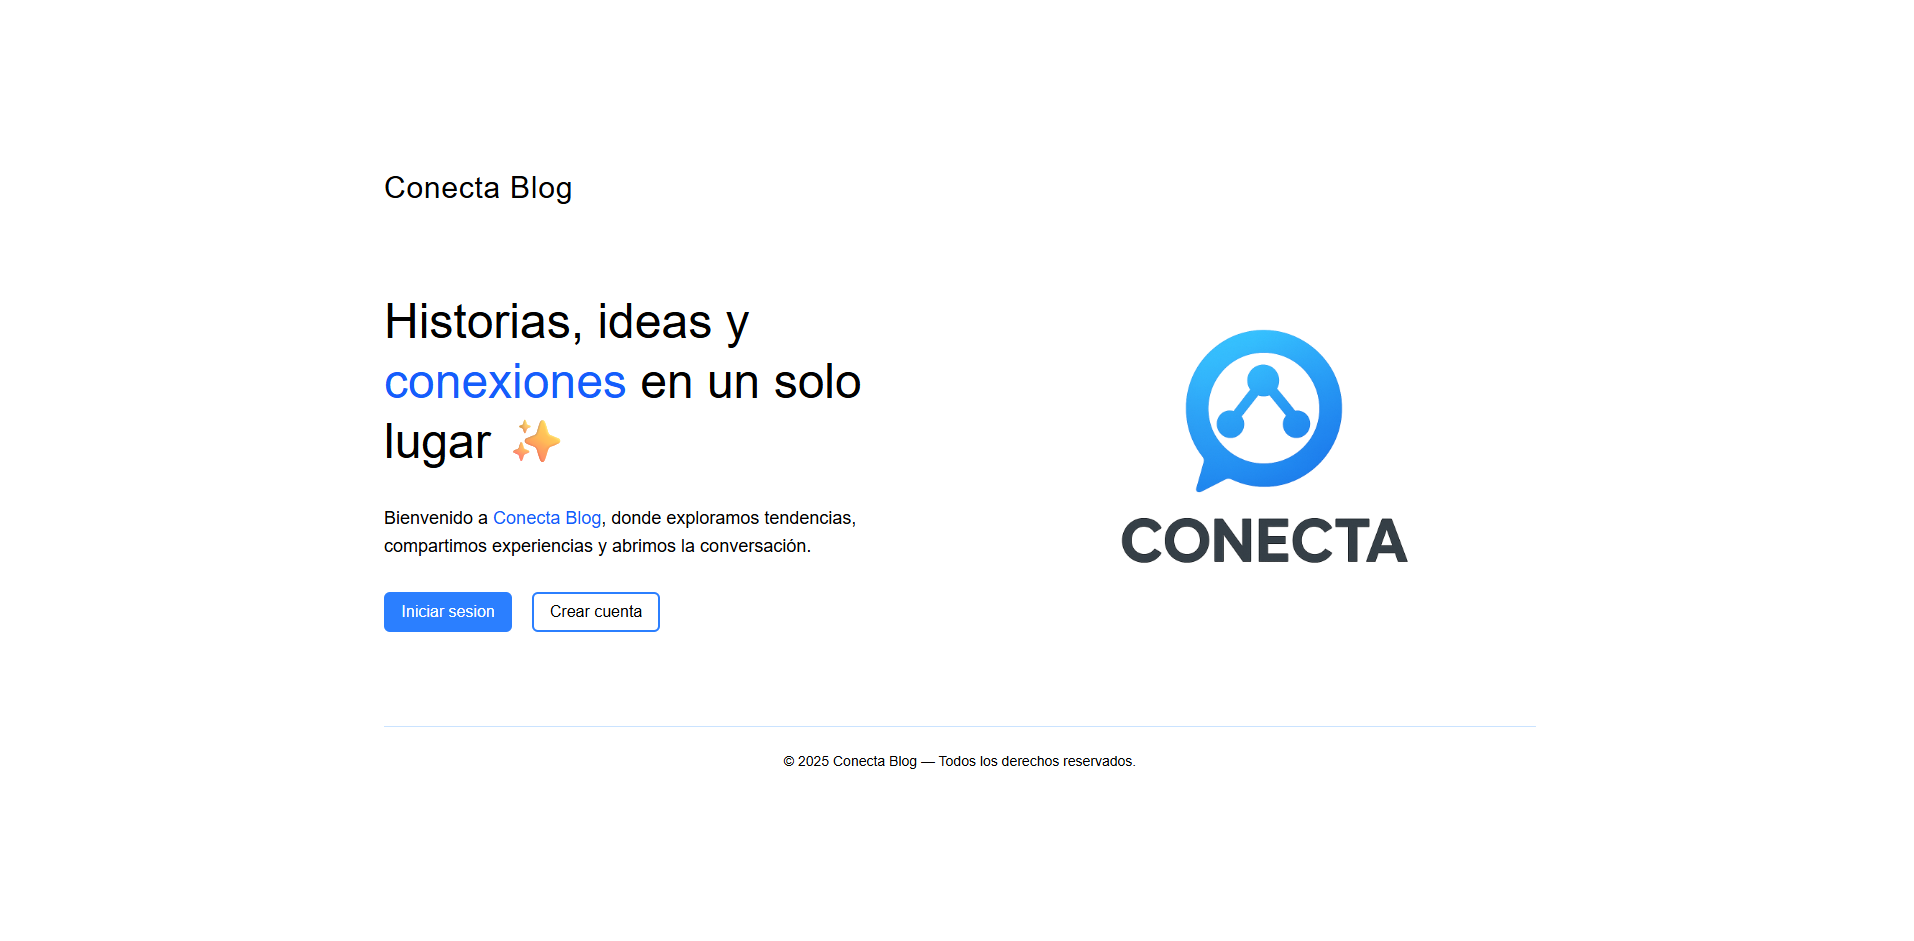 Conecta Blog
Historias, ideas y
conexiones en un solo
lugar ✨
Bienvenido a Conecta Blog, donde exploramos tendencias,
compartimos experiencias y abrimos la conversación.
Iniciar sesion
Crear cuenta
CONECTA
© 2025 Conecta Blog — Todos los derechos reservados.